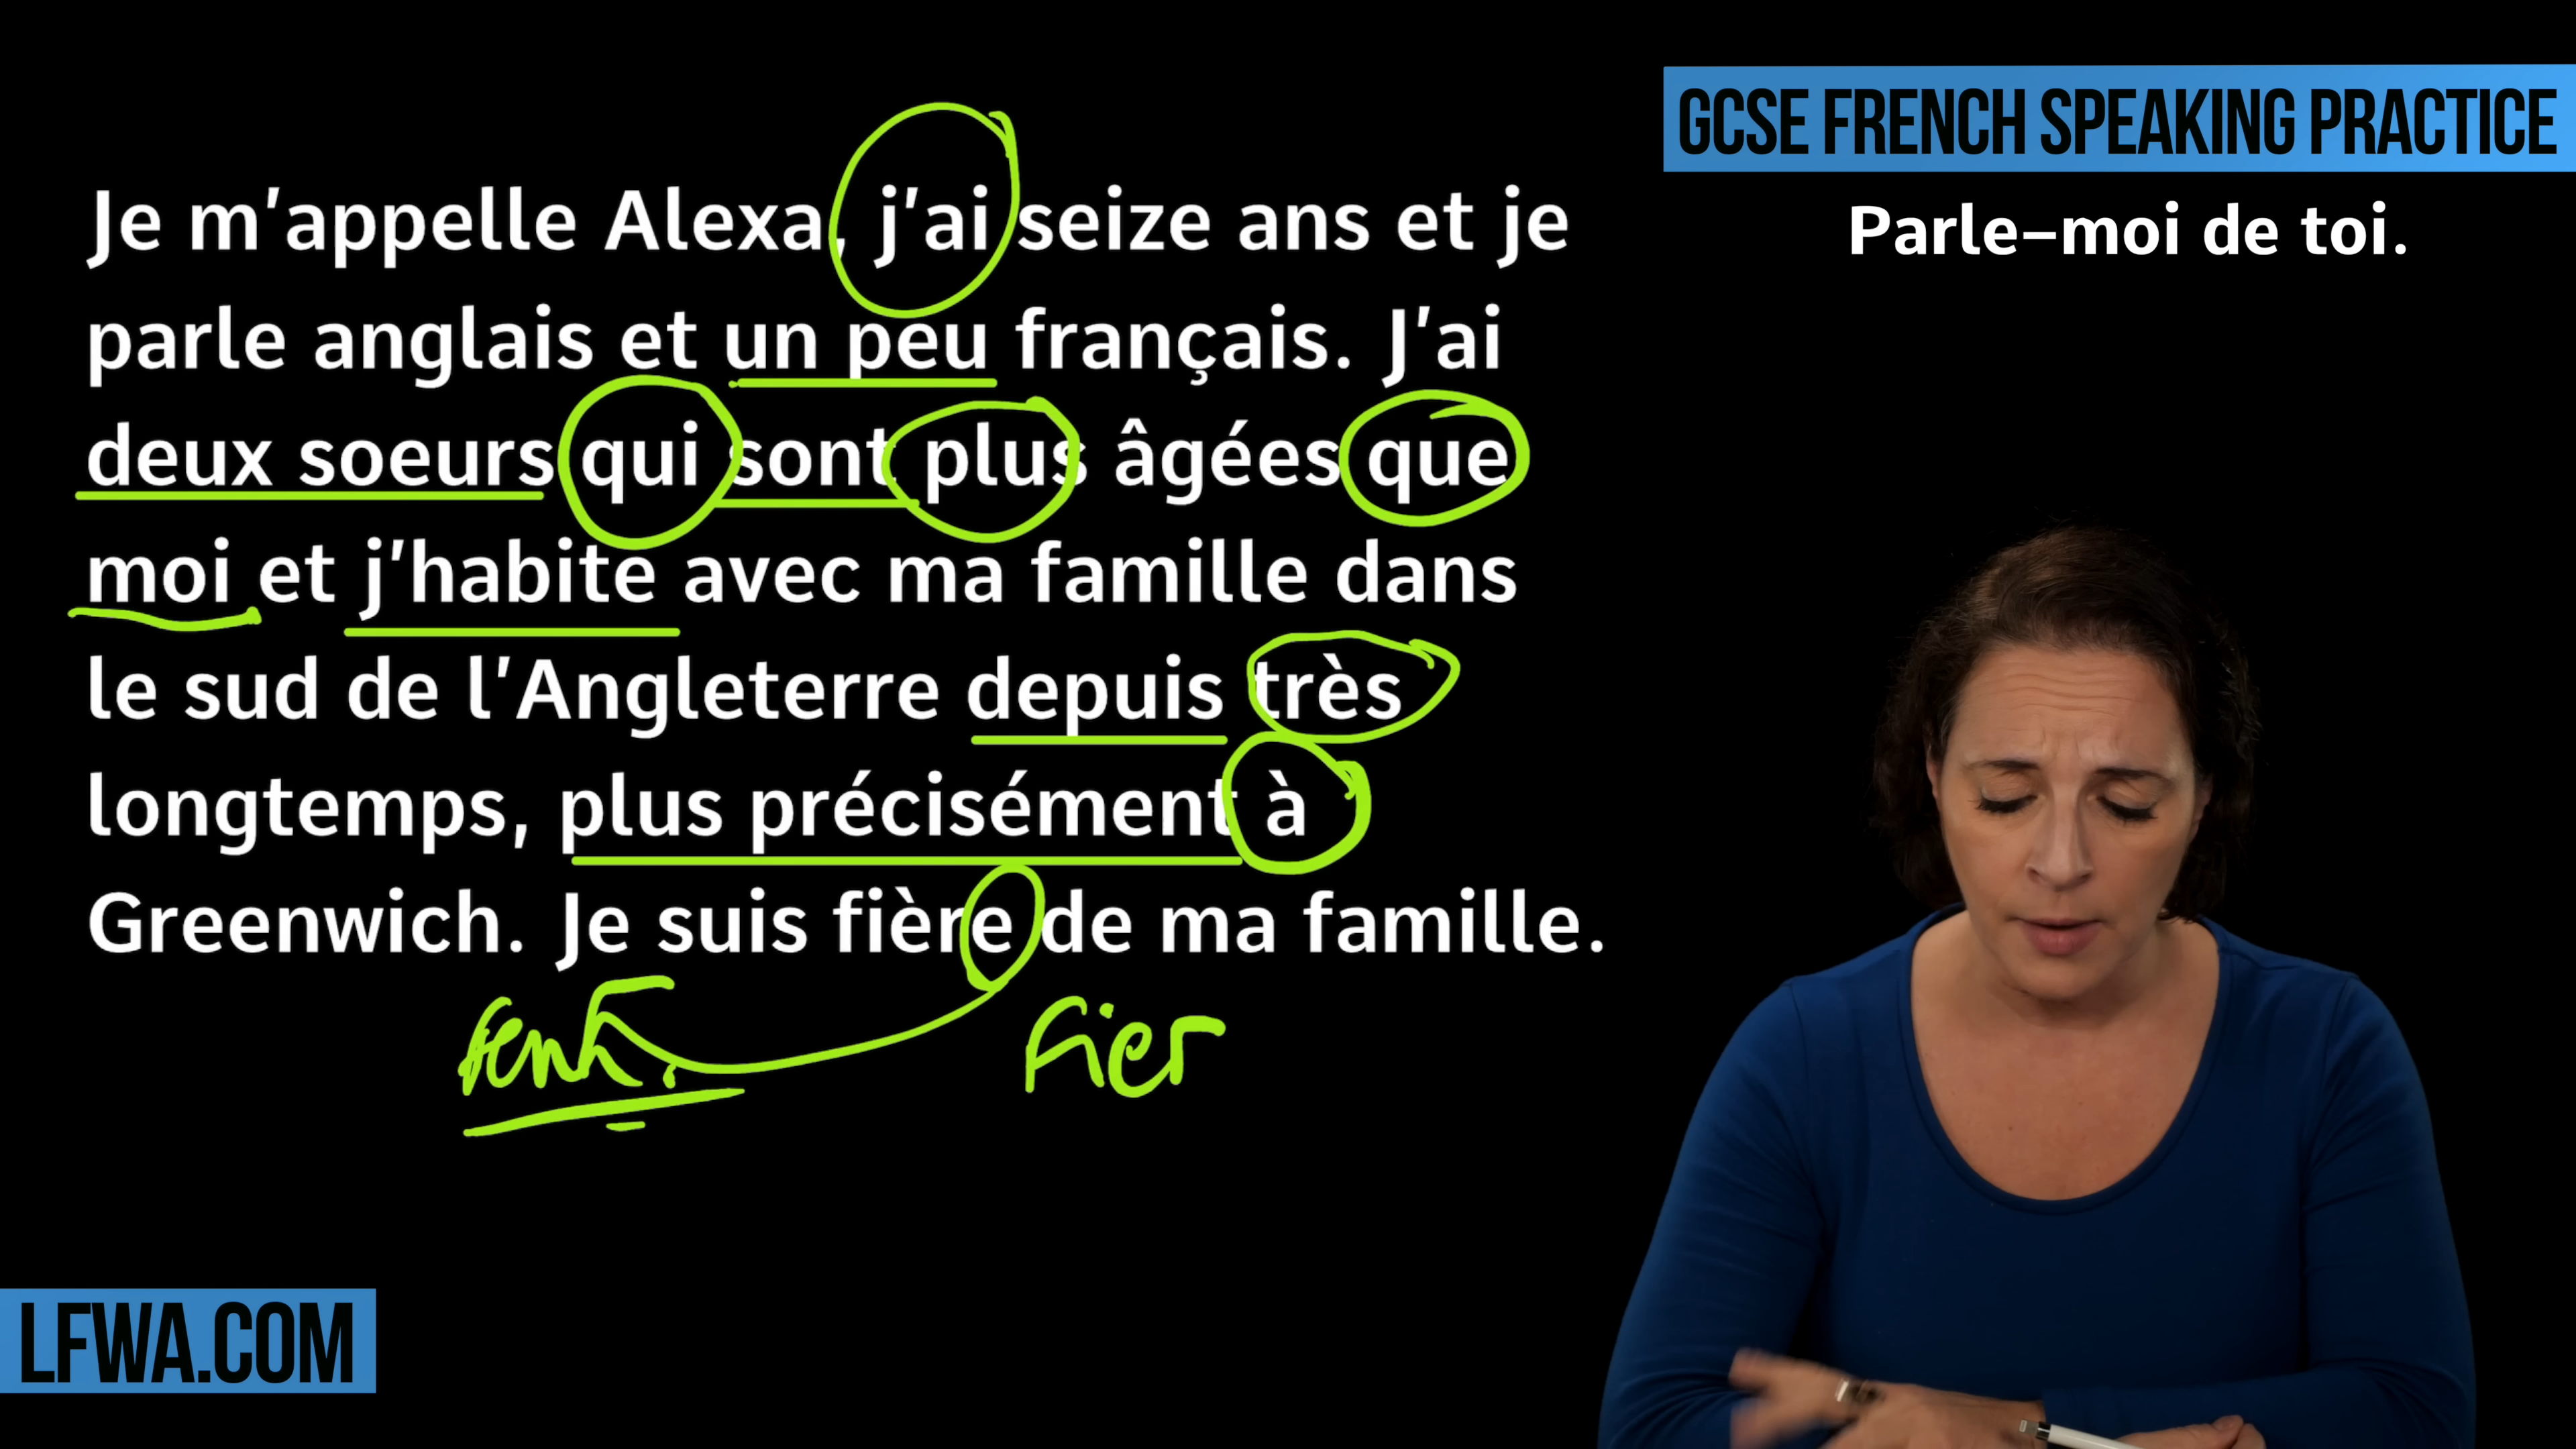 GCSE FRENCH SPEAKING PRACTICE
Parle-moi de toi.
Je m'appelle Alexa, j'ai seize ans et je
parle anglais et un peu français. J'ai
deux soeurs qui sont plus âgées que
moi et j'habite avec ma famille dans
le sud de l'Angleterre depuis très
longtemps, plus précisément à
Greenwich. Je suis fière de ma famille.
fier
LFWA.COM